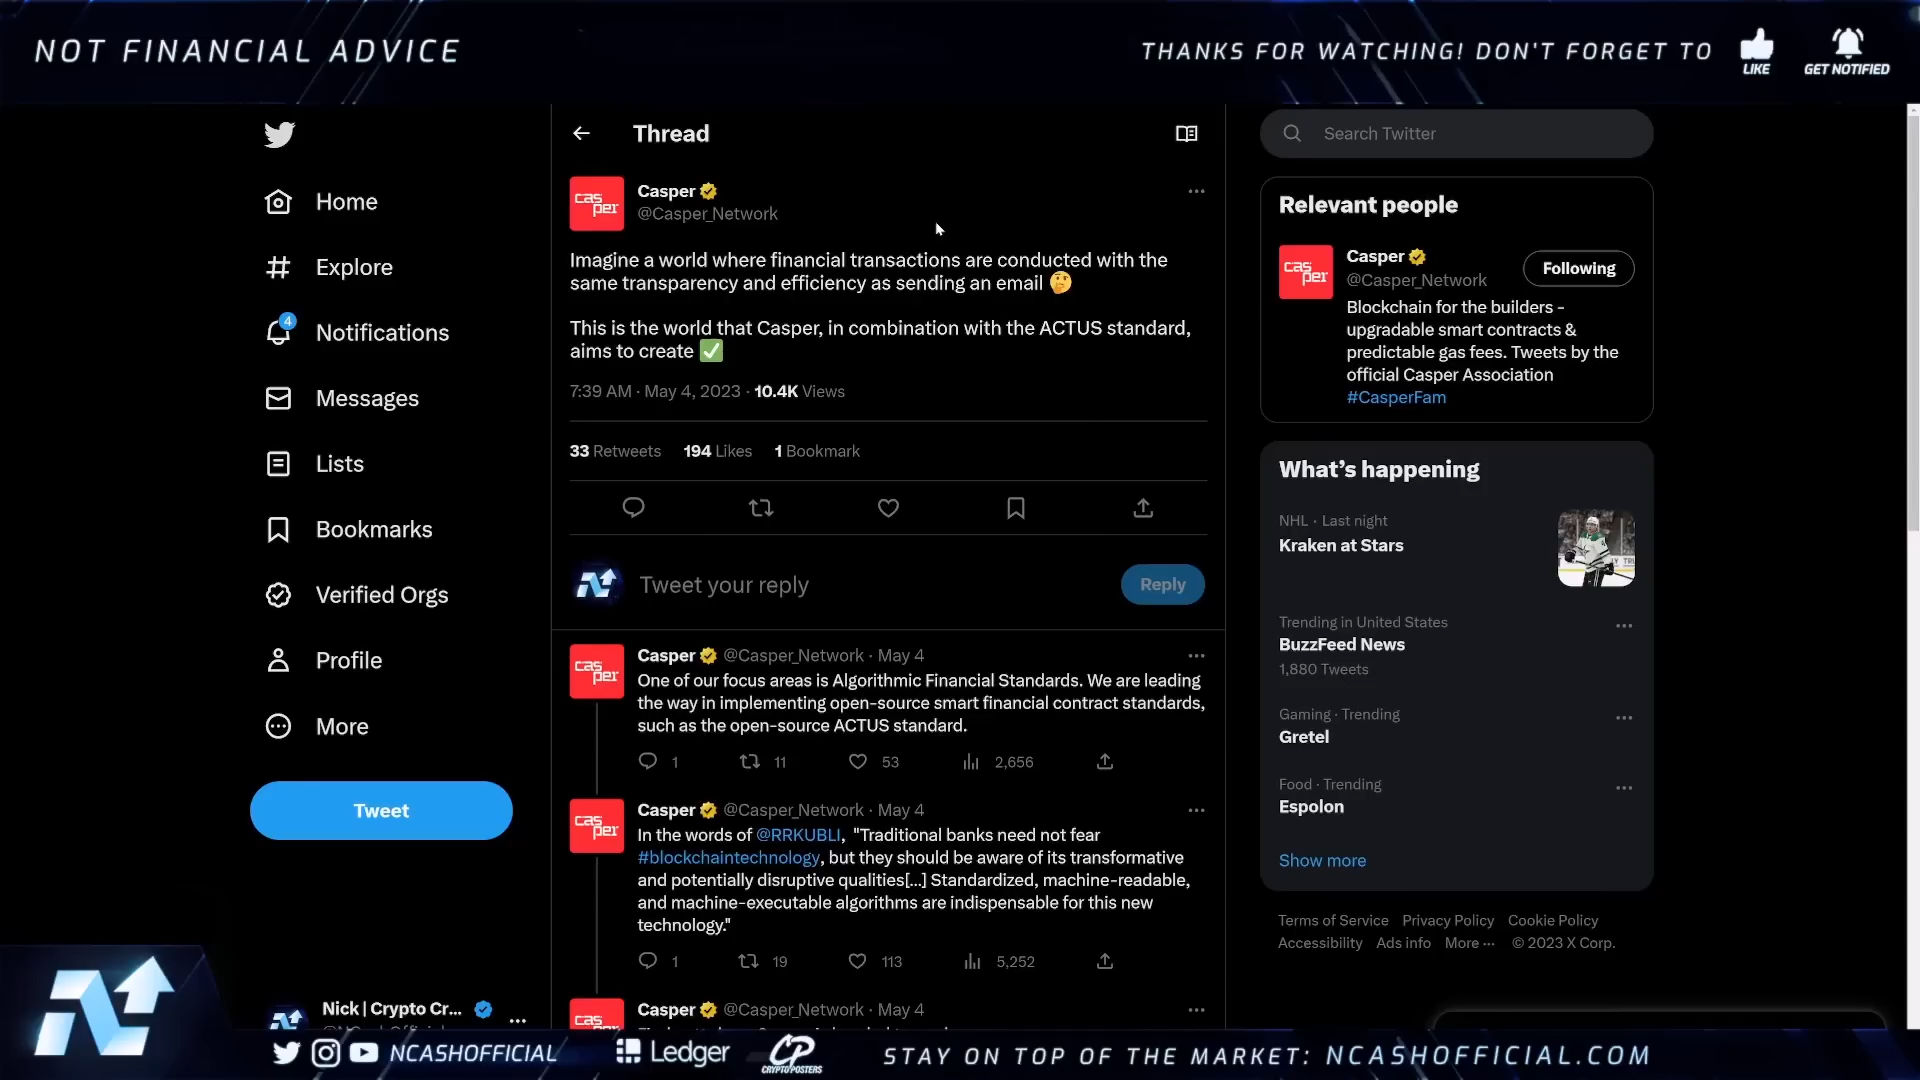 NOT FINANCIAL ADVICE
THANKS FOR WATCHING! DON'T FORGET TO
LIKE
GET NOTIFIED
Home
Explore
4
Notifications
Messages
Lists
Bookmarks
Verified Orgs
Profile
More
Tweet
Nick | Crypto Cr...
Thread
cas
per
Casper
@Casper_Network
Imagine a world where financial transactions are conducted with the
same transparency and efficiency as sending an email 🤔
This is the world that Casper, in combination with the ACTUS standard,
aims to create ✅
7:39 AM · May 4, 2023 · 10.4K Views
33 Retweets 194 Likes 1 Bookmark
Tweet your reply
Reply
cas
per
Casper @Casper_Network · May 4
One of our focus areas is Algorithmic Financial Standards. We are leading
the way in implementing open-source smart financial contract standards,
such as the open-source ACTUS standard.
1 11 53 2,656
cas
per
Casper @Casper_Network · May 4
In the words of @RRKUBLI, "Traditional banks need not fear
#blockchaintechnology, but they should be aware of its transformative
and potentially disruptive qualities[...] Standardized, machine-readable,
and machine-executable algorithms are indispensable for this new
technology."
1 19 113 5,252
Casper @Casper_Network · May 4
Search Twitter
Relevant people
cas
per
Casper
@Casper_Network
Following
Blockchain for the builders -
upgradable smart contracts &
predictable gas fees. Tweets by the
official Casper Association
#CasperFam
What's happening
NHL · Last night
Kraken at Stars
Trending in United States
BuzzFeed News
1,880 Tweets
Gaming · Trending
Gretel
Food · Trending
Espolon
Show more
Terms of Service Privacy Policy Cookie Policy
Accessibility Ads info More ··· © 2023 X Corp.
NCASHOFFICIAL
Ledger
CP
CRYPTOPOSTERS
STAY ON TOP OF THE MARKET: NCASHOFFICIAL.COM